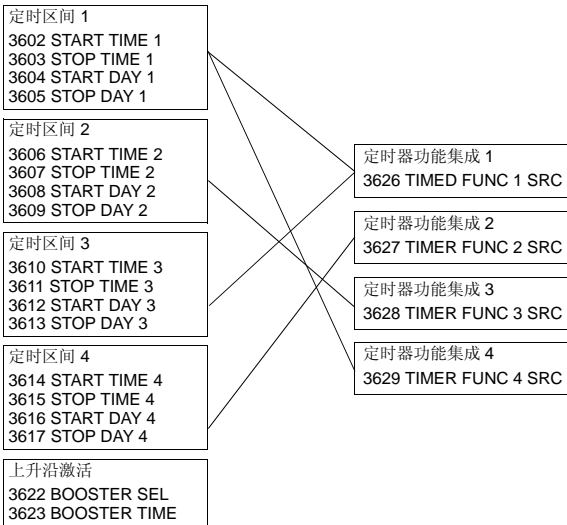 定时区间 1
3602 START TIME 1
3603 STOP TIME 1
3604 START DAY 1
3605 STOP DAY 1
定时区间 2
3606 START TIME 2
3607 STOP TIME 2
3608 START DAY 2
3609 STOP DAY 2
定时区间 3
3610 START TIME 3
3611 STOP TIME 3
3612 START DAY 3
3613 STOP DAY 3
定时区间 4
3614 START TIME 4
3615 STOP TIME 4
3616 START DAY 4
3617 STOP DAY 4
上升沿激活
3622 BOOSTER SEL
3623 BOOSTER TIME
定时器功能集成 1
3626 TIMED FUNC 1 SRC
定时器功能集成 2
3627 TIMER FUNC 2 SRC
定时器功能集成 3
3628 TIMER FUNC 3 SRC
定时器功能集成 4
3629 TIMER FUNC 4 SRC